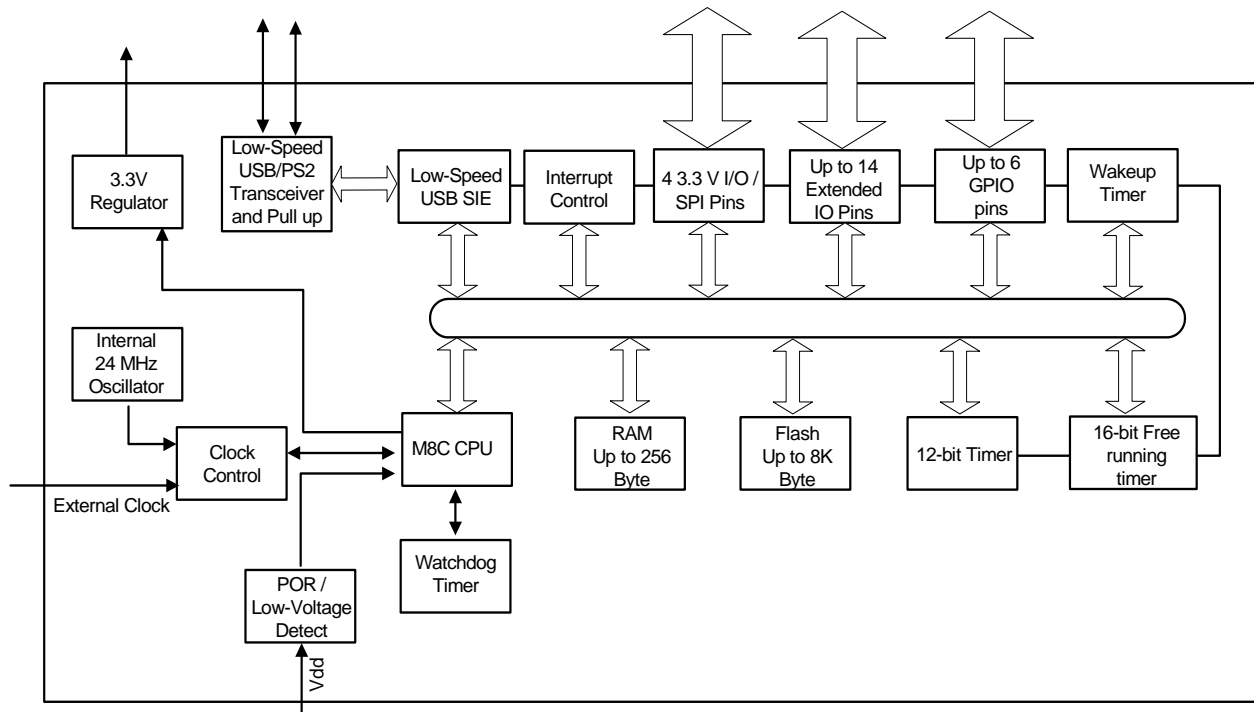 3.3V
Regulator
Low-Speed
USB/PS2
Transceiver
and Pull up
Low-Speed
USB SIE
Interrupt
Control
4 3.3 V I/O /
SPI Pins
Up to 14
Extended
IO Pins
Up to 6
GPIO
pins
Wakeup
Timer
Internal
24 MHz
Oscillator
Clock
Control
External Clock
M8C CPU
RAM
Up to 256
Byte
Flash
Up to 8K
Byte
12-bit Timer
16-bit Free
running
timer
Watchdog
Timer
POR /
Low-Voltage
Detect
Vdd